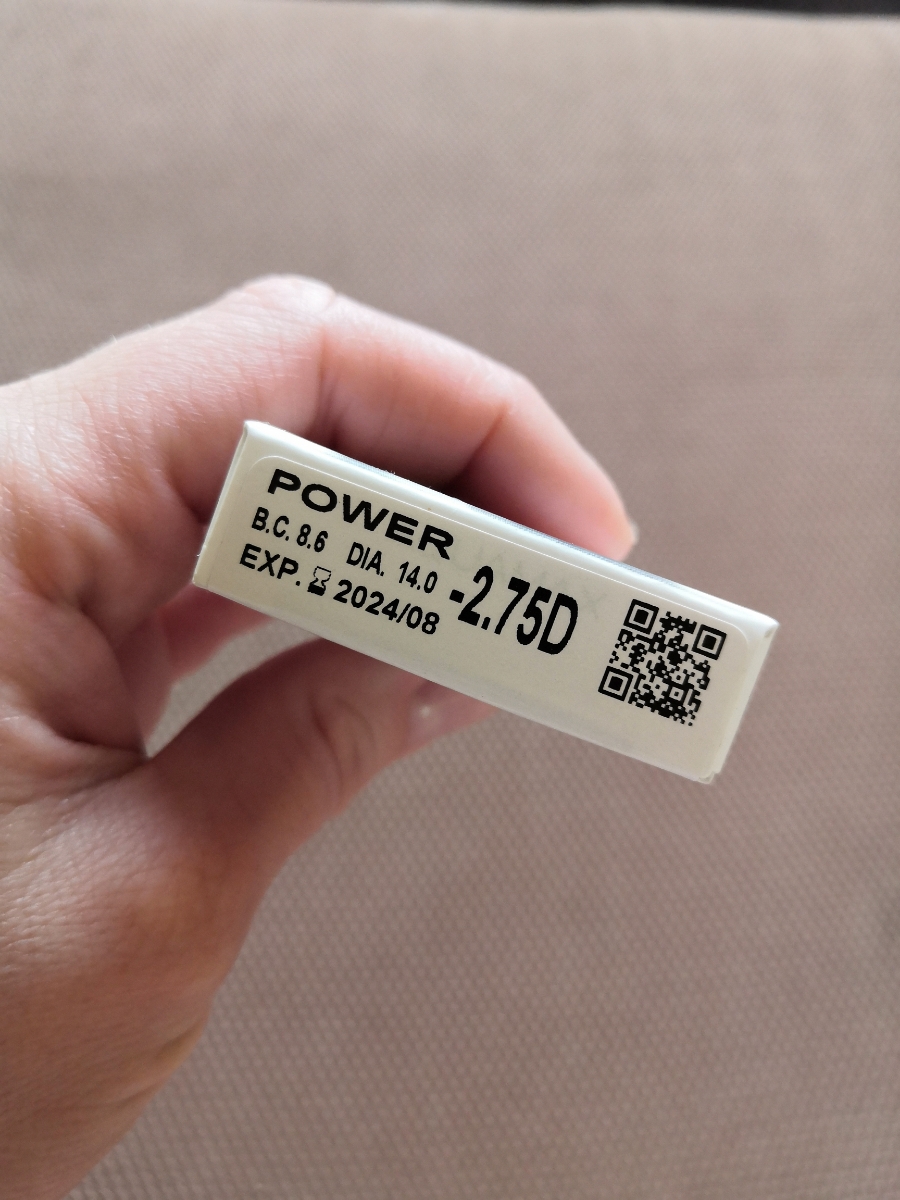 POWER
B.C. 8.6 DIA. 14.0
-2.75D
EXP. 2024/08